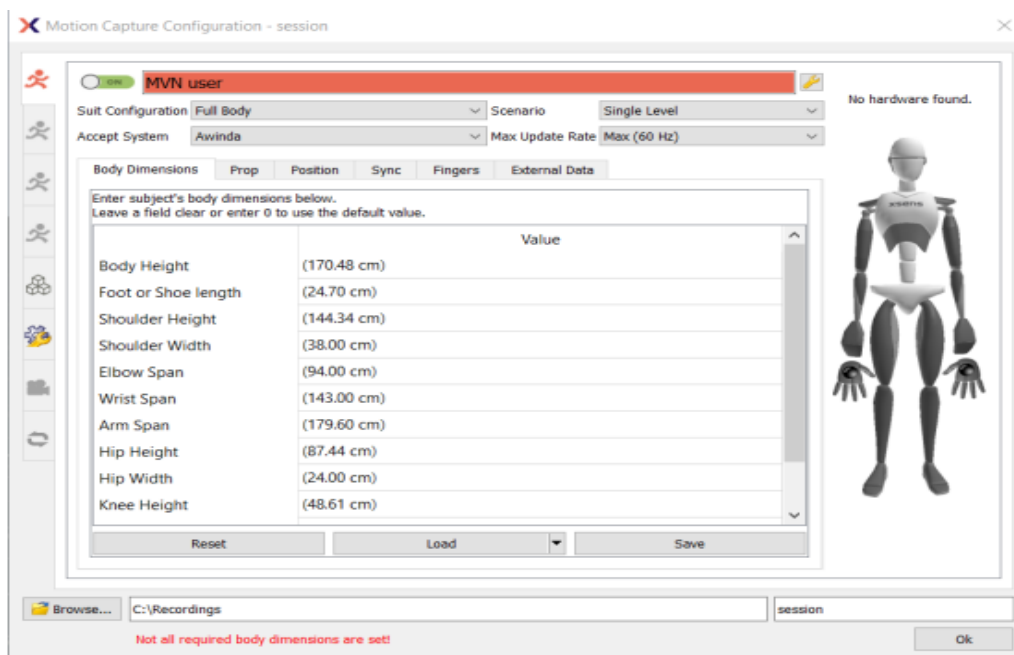 Motion Capture Configuration - session
ON MVN user
No hardware found.
Suit Configuration Full Body Scenario Single Level
Accept System Awinda Max Update Rate Max (60 Hz)
Body Dimensions Prop Position Sync Fingers External Data
Enter subject's body dimensions below.
Leave a field clear or enter 0 to use the default value.
Value
Body Height (170.48 cm)
Foot or Shoe length (24.70 cm)
Shoulder Height (144.34 cm)
Shoulder Width (38.00 cm)
Elbow Span (94.00 cm)
Wrist Span (143.00 cm)
Arm Span (179.60 cm)
Hip Height (87.44 cm)
Hip Width (24.00 cm)
Knee Height (48.61 cm)
Reset Load Save
xsens
Browse... C:\Recordings session
Not all required body dimensions are set!
Ok